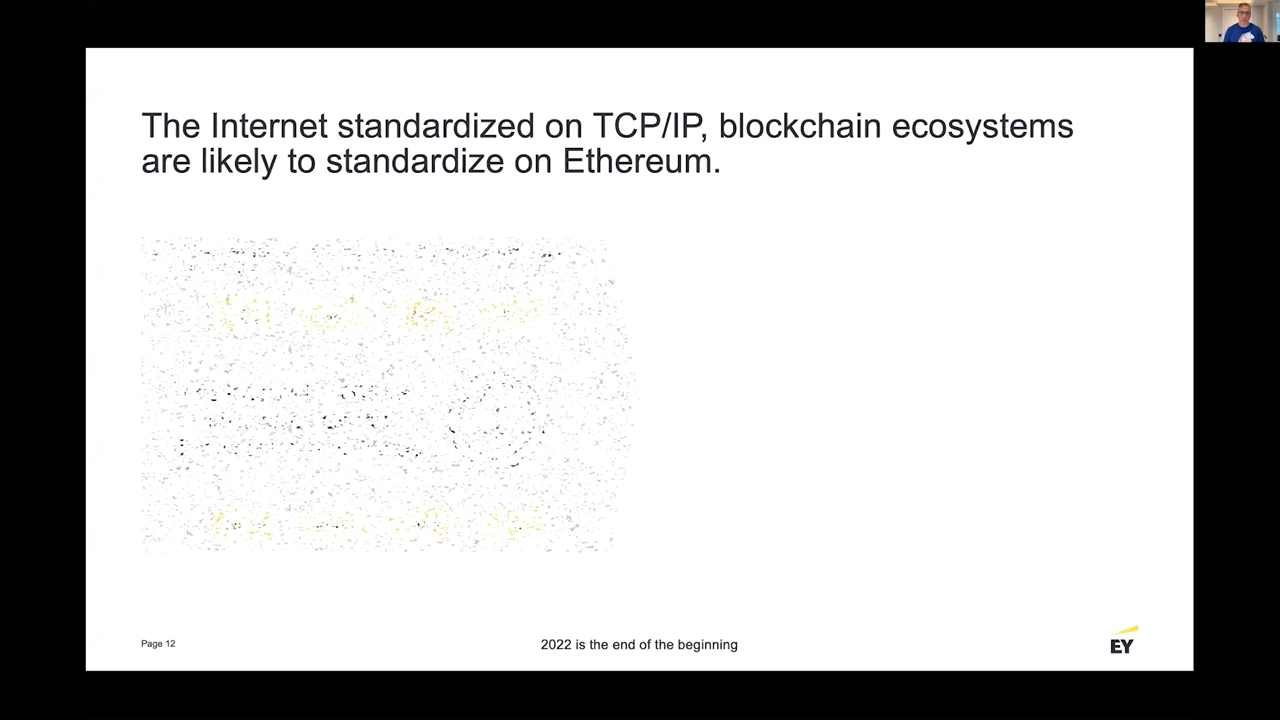 The Internet standardized on TCP/IP, blockchain ecosystems
are likely to standardize on Ethereum.
Page 12
2022 is the end of the beginning
EY